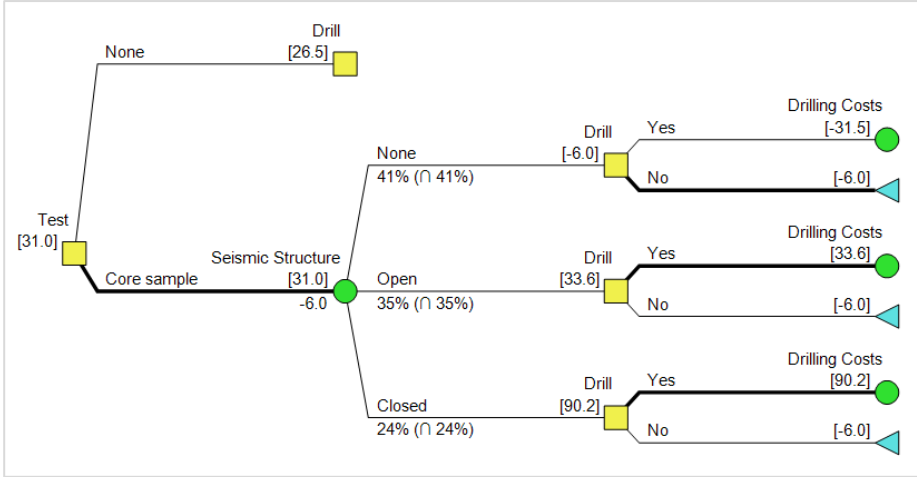 Drill
None
[26.5]
Drilling Costs
Drill
Yes
[-31.5]
None
[-6.0]
41% (∩ 41%)
No
[-6.0]
Test
[31.0]
Drilling Costs
Seismic Structure
Drill
Yes
[33.6]
Core sample
[31.0]
Open
[33.6]
-6.0
35% (∩ 35%)
No
[-6.0]
Drilling Costs
Drill
Yes
[90.2]
Closed
[90.2]
24% (∩ 24%)
No
[-6.0]